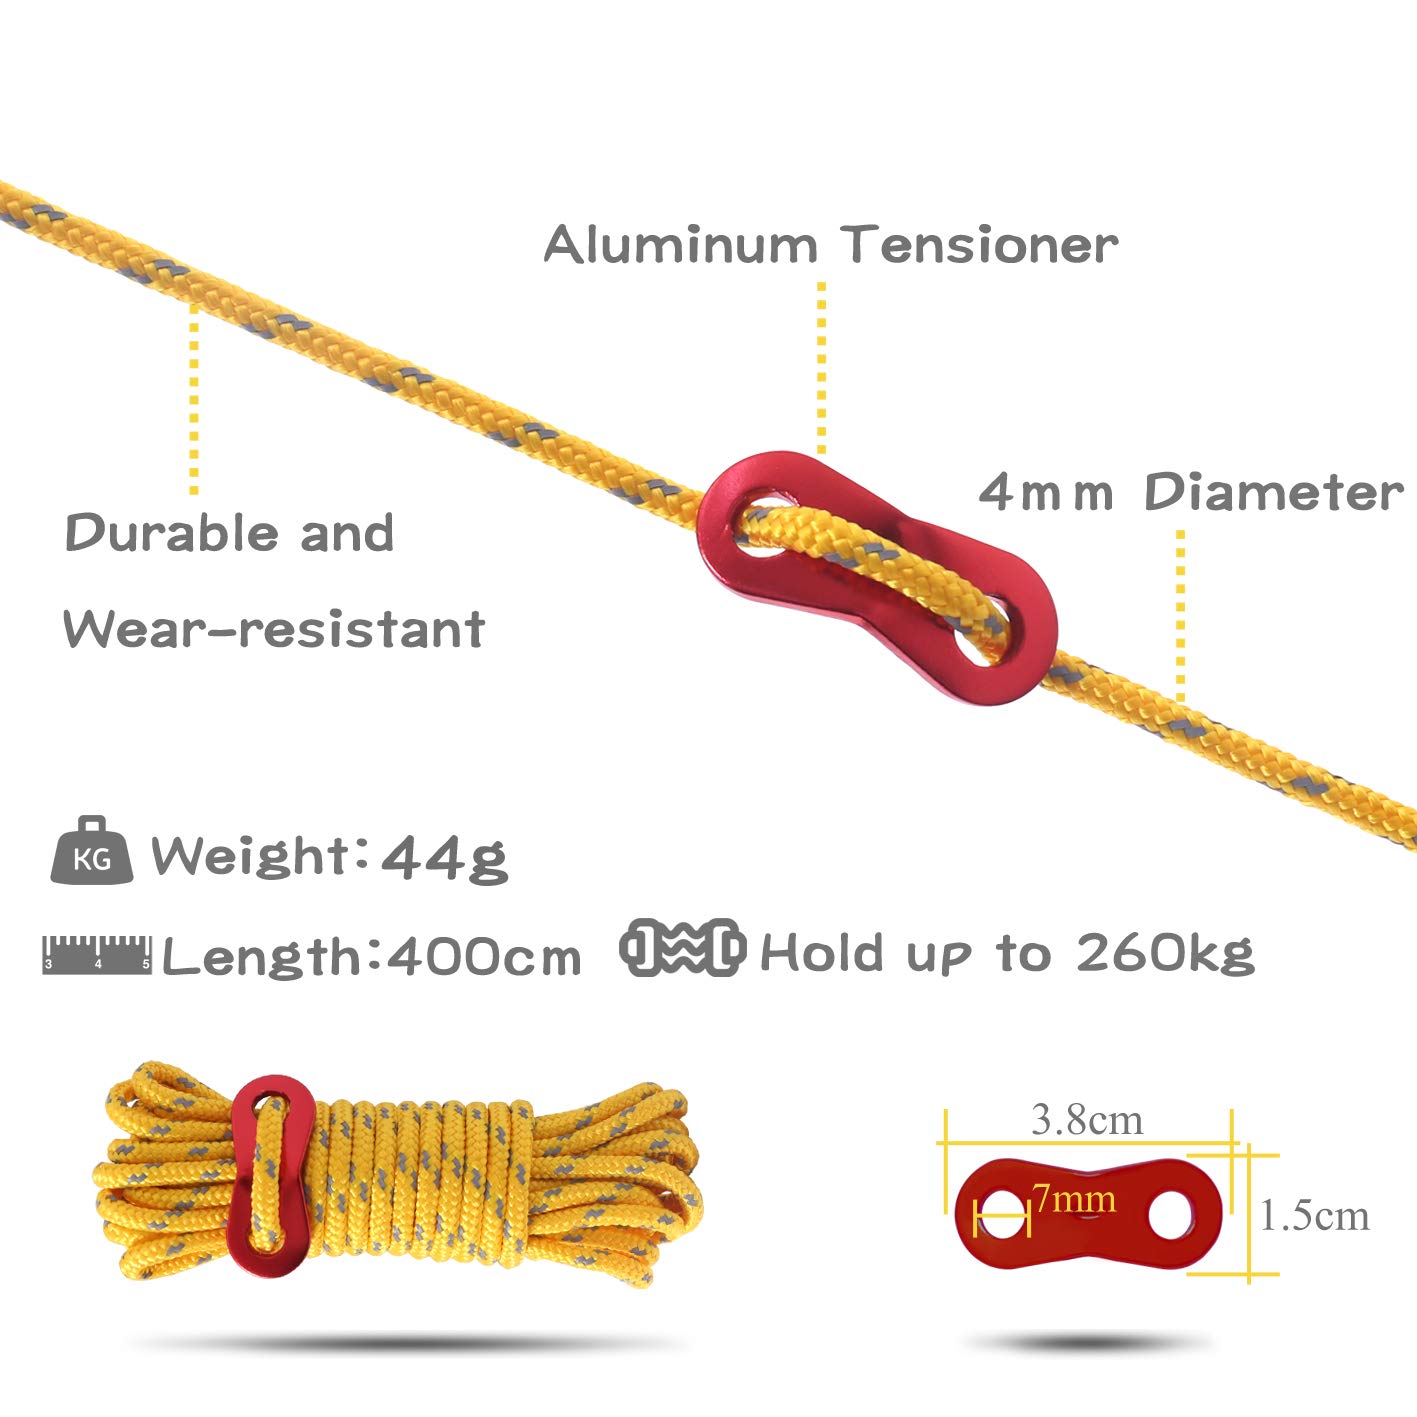 Aluminum Tensioner
4mm Diameter
Durable and
Wear-resistant
KG Weight: 44g
3 4 5 Length:400cm
Hold up to 260kg
3.8cm
7mm
1.5cm